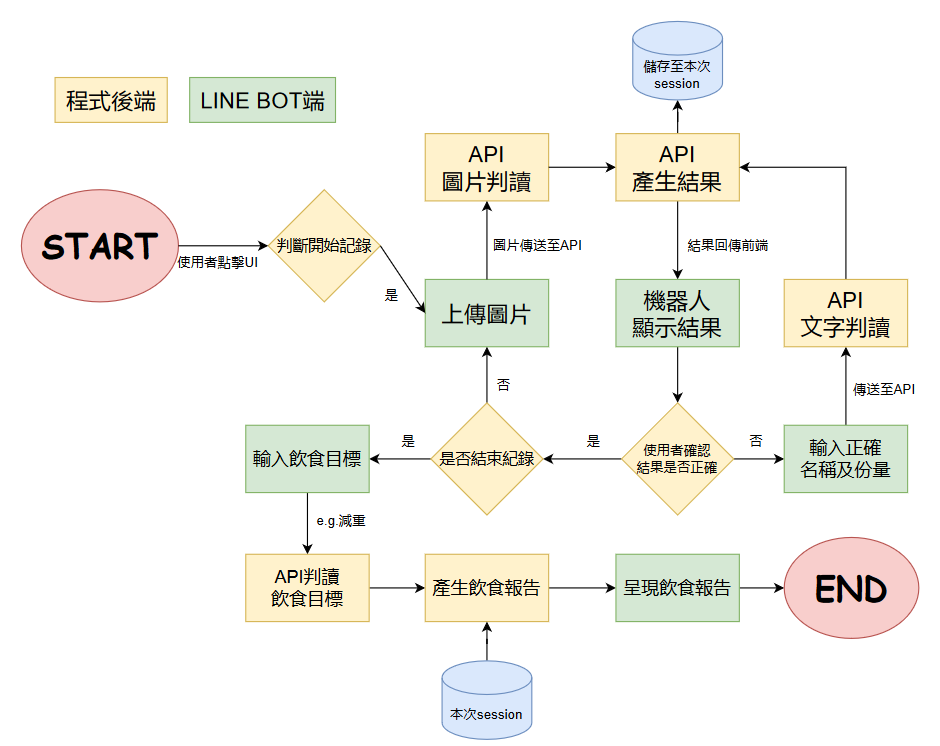 儲存至本次
session
程式後端
LINE BOT端
API
圖片判讀
API
產生結果
START
使用者點擊UI
判斷開始記錄
是
圖片傳送至API
結果回傳前端
上傳圖片
機器人
顯示結果
API
文字判讀
否
傳送至API
輸入飲食目標
是
是否結束紀錄
是
使用者確認
結果是否正確
否
輸入正確
名稱及份量
e.g.減重
API判讀
飲食目標
產生飲食報告
呈現飲食報告
END
本次session